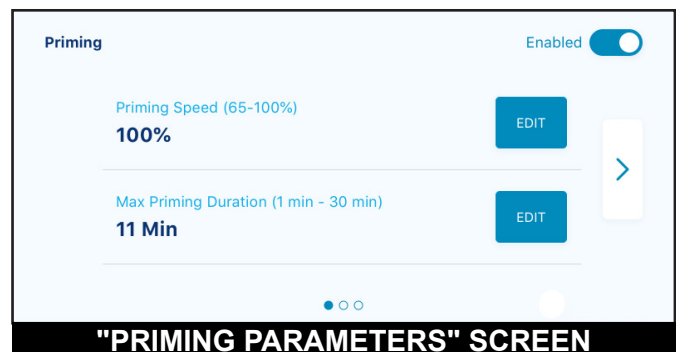 Priming
Enabled
Priming Speed (65-100%)
100%
EDIT
Max Priming Duration (1 min - 30 min)
11 Min
EDIT
"PRIMING PARAMETERS" SCREEN